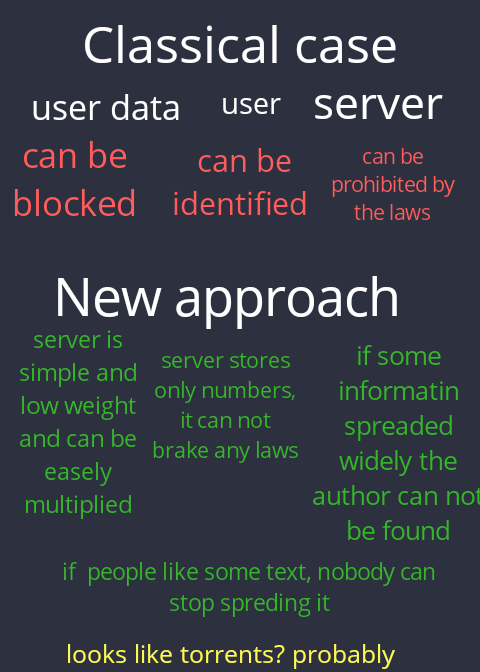 Classical case
user data
user
server
can be
blocked
can be
identified
can be
prohibited by
the laws
New approach
server is
simple and
low weight
and can be
easely
multiplied
server stores
only numbers,
it can not
brake any laws
if some
informatin
spreaded
widely the
author can not
be found
if people like some text, nobody can
stop spreding it
looks like torrents? probably